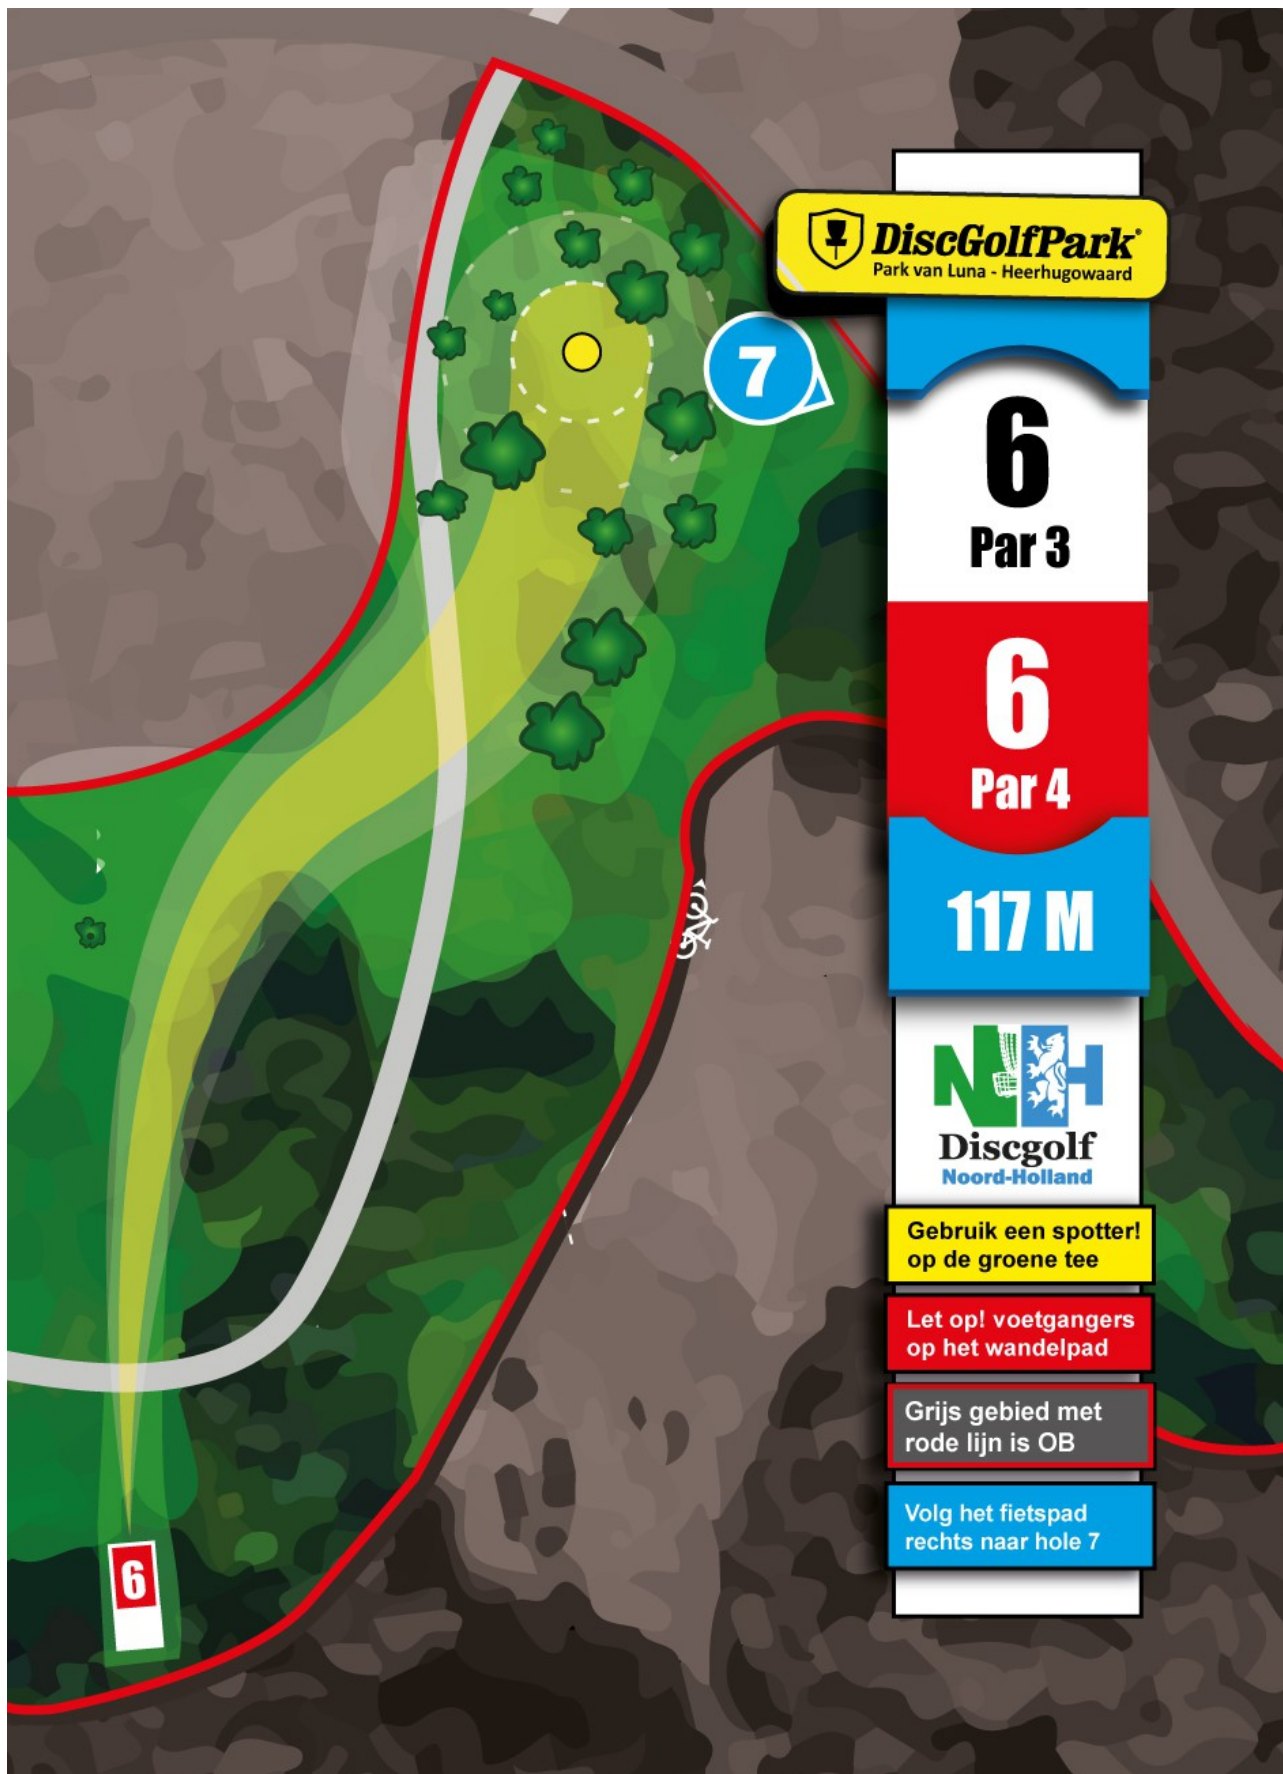 DiscGolfPark®
Park van Luna - Heerhugowaard
7
6
Par 3
6
Par 4
117 M
NH
Discgolf
Noord-Holland
Gebruik een spotter!
op de groene tee
Let op! voetgangers
op het wandelpad
Grijs gebied met
rode lijn is OB
Volg het fietspad
rechts naar hole 7
6